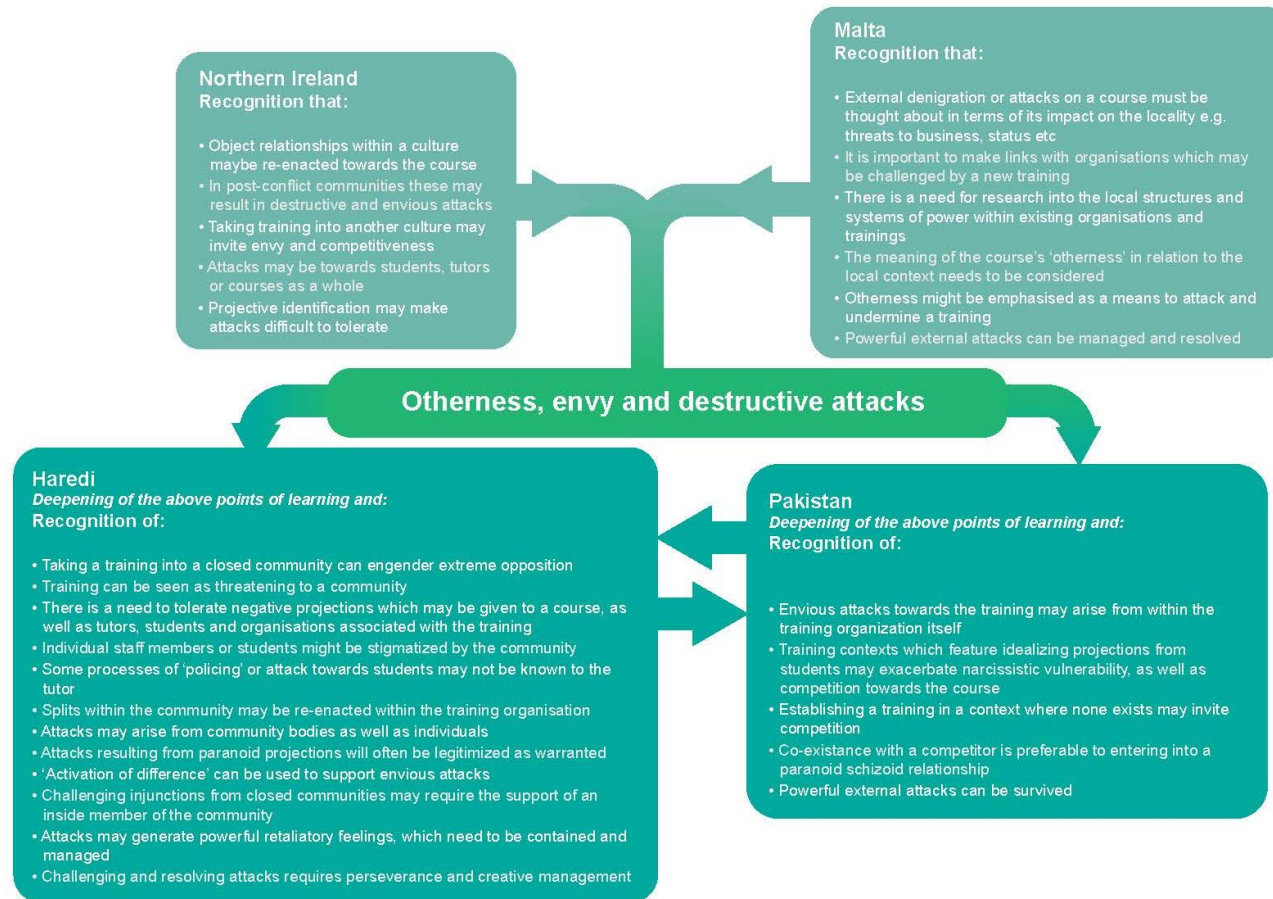 Northern Ireland
Recognition that:
• Object relationships within a culture
maybe re-enacted towards the course
• In post-conflict communities these may
result in destructive and envious attacks
• Taking training into another culture may
invite envy and competitiveness
• Attacks may be towards students, tutors
or courses as a whole
• Projective identification may make
attacks difficult to tolerate
Malta
Recognition that:
• External denigration or attacks on a course must be
thought about in terms of its impact on the locality e.g.
threats to business, status etc
• It is important to make links with organisations which may
be challenged by a new training
• There is a need for research into the local structures and
systems of power within existing organisations and
trainings
• The meaning of the course's 'otherness' in relation to the
local context needs to be considered
• Otherness might be emphasised as a means to attack and
undermine a training
• Powerful external attacks can be managed and resolved
Otherness, envy and destructive attacks
Haredi
Deepening of the above points of learning and:
Recognition of:
• Taking a training into a closed community can engender extreme opposition
• Training can be seen as threatening to a community
• There is a need to tolerate negative projections which may be given to a course, as
well as tutors, students and organisations associated with the training
• Individual staff members or students might be stigmatized by the community
• Some processes of 'policing' or attack towards students may not be known to the
tutor
• Splits within the community may be re-enacted within the training organisation
• Attacks may arise from community bodies as well as individuals
• Attacks resulting from paranoid projections will often be legitimized as warranted
• 'Activation of difference' can be used to support envious attacks
• Challenging injunctions from closed communities may require the support of an
inside member of the community
• Attacks may generate powerful retaliatory feelings, which need to be contained and
managed
• Challenging and resolving attacks requires perseverance and creative management
Pakistan
Deepening of the above points of learning and:
Recognition of:
• Envious attacks towards the training may arise from within the
training organization itself
• Training contexts which feature idealizing projections from
students may exacerbate narcissistic vulnerability, as well as
competition towards the course
• Establishing a training in a context where none exists may invite
competition
• Co-existance with a competitor is preferable to entering into a
paranoid schizoid relationship
• Powerful external attacks can be survived